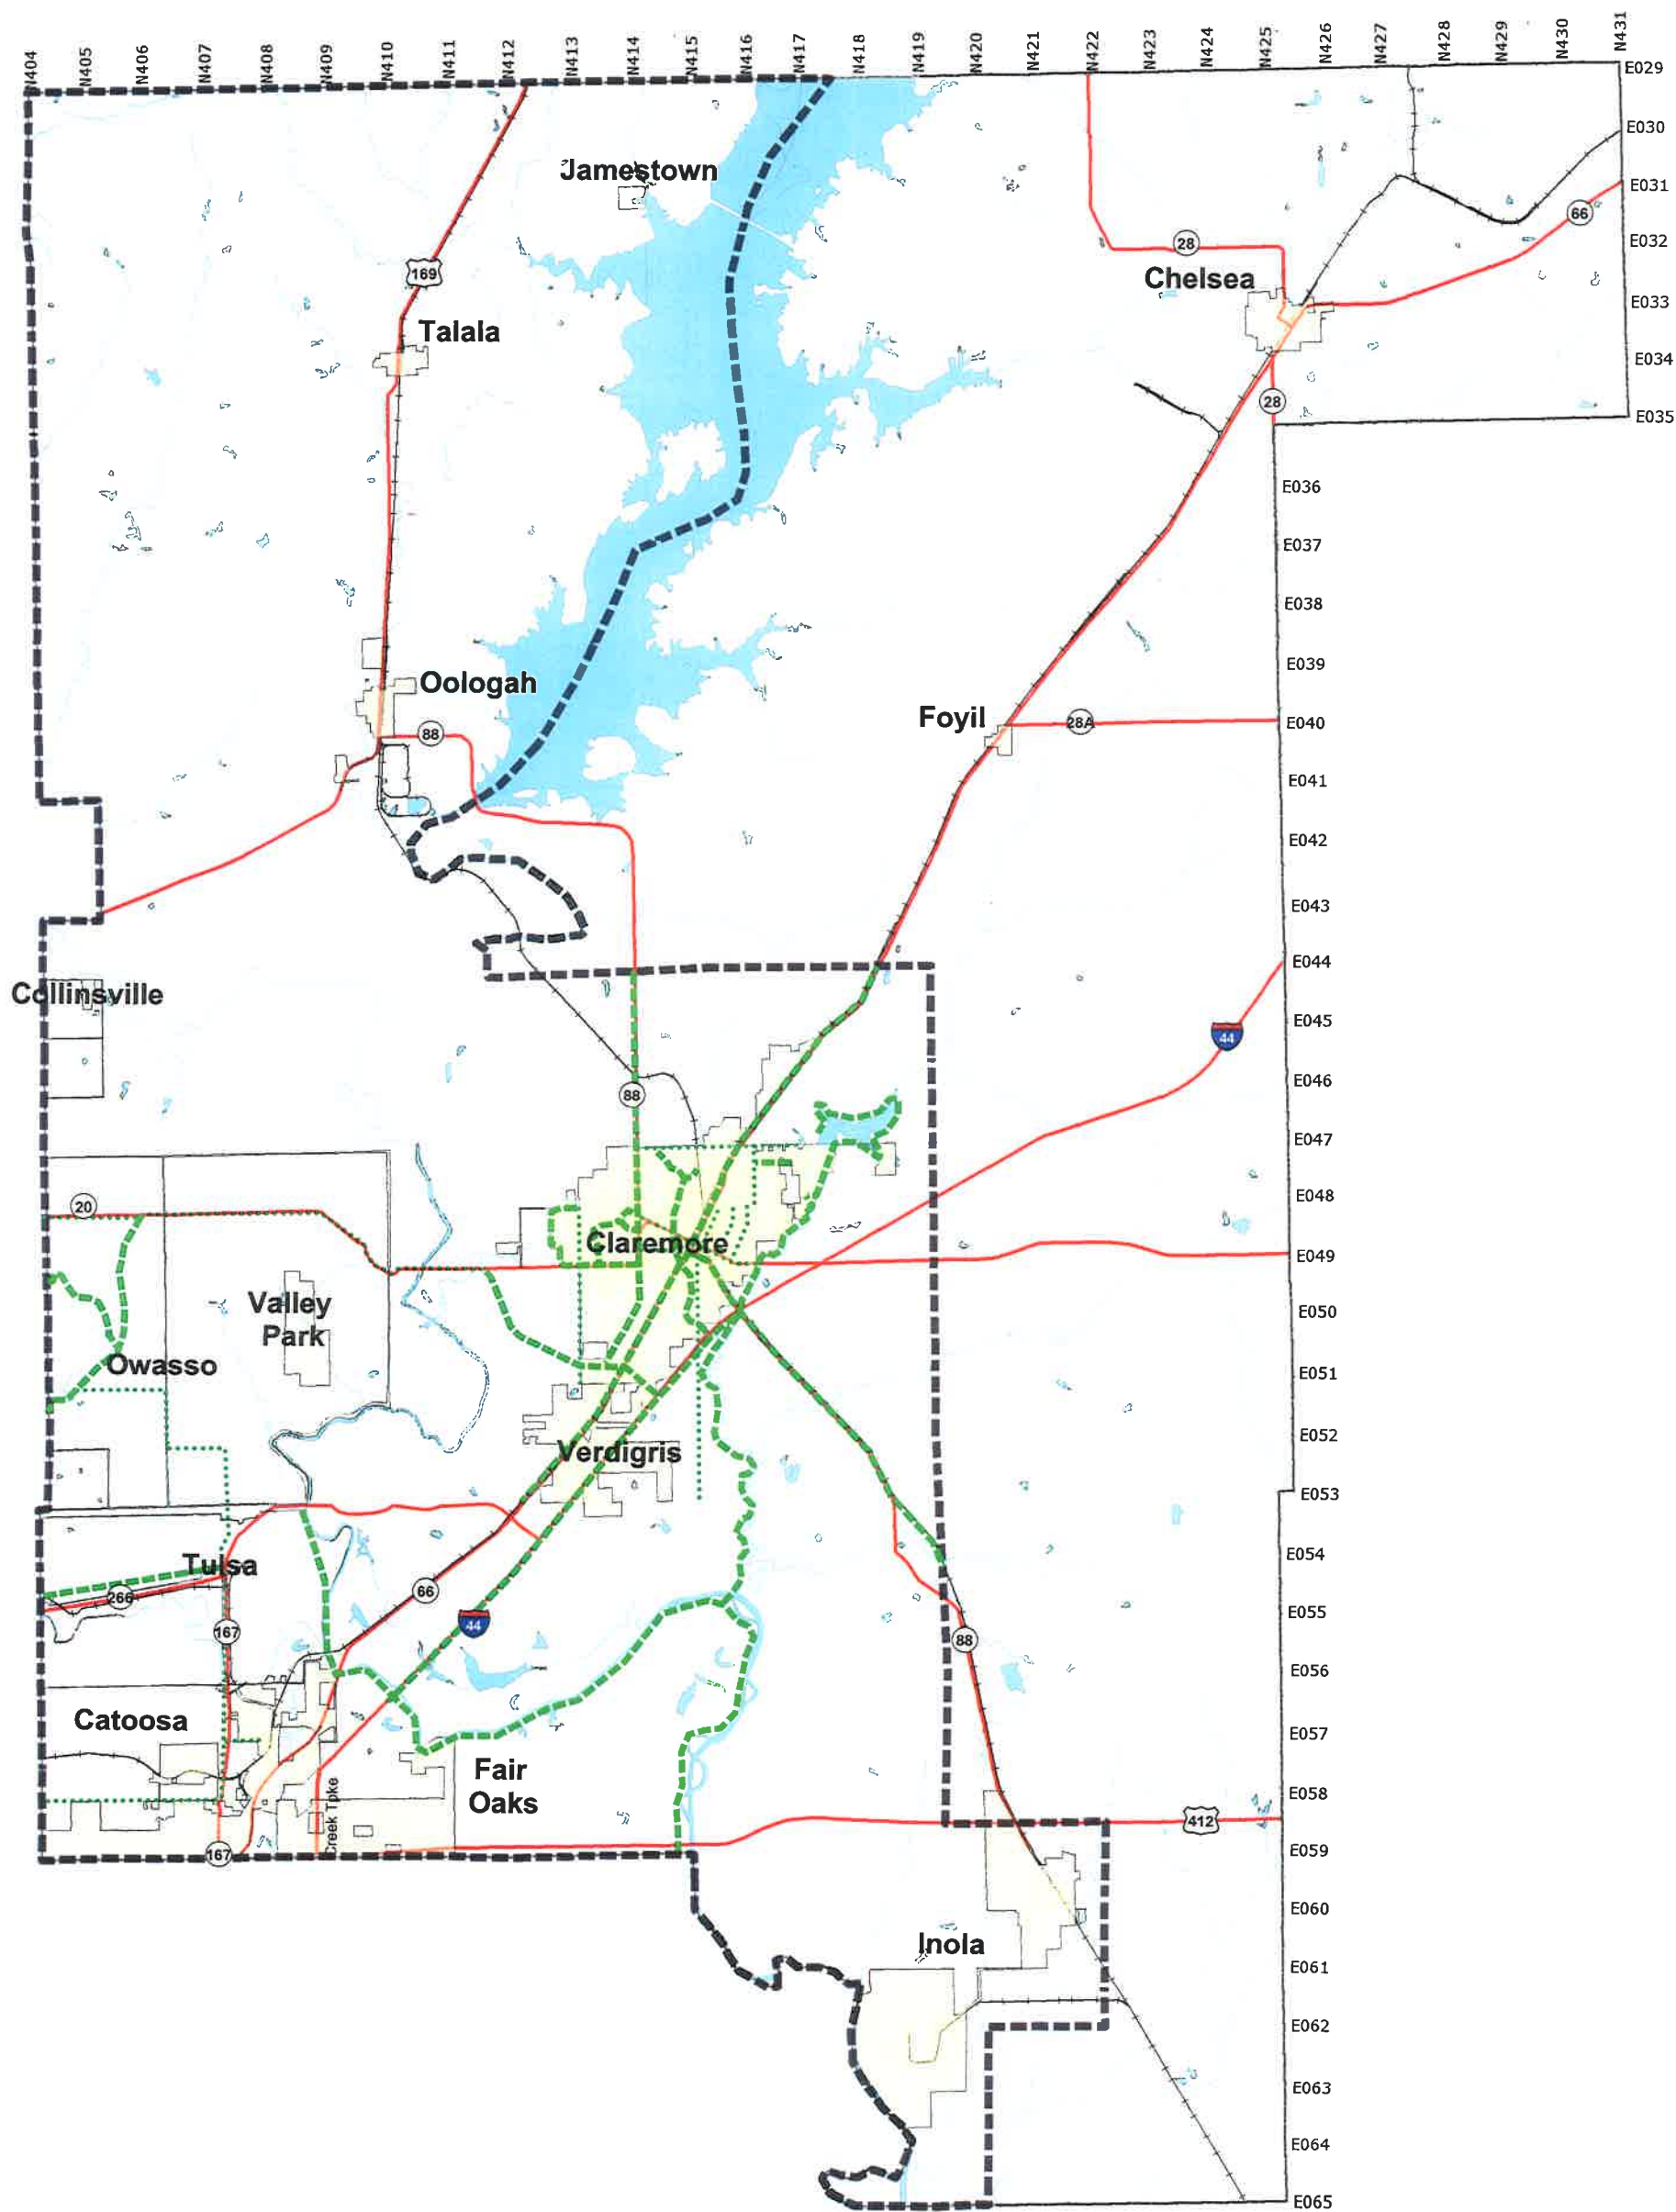 N404
N405
N406
N407
N408
N409
N410
N411
N412
N413
N414
N415
N416
N417
N418
N419
N420
N421
N422
N423
N424
N425
N426
N427
N428
N429
N430
N431
E029
E030
Jamestown
E031
66
E032
28
169
Chelsea
E033
Talala
E034
28
E035
E036
E037
E038
E039
Oologah
Foyil
28A
E040
88
E041
E042
E043
E044
Collinsville
E045
44
E046
88
E047
E048
20
Claremore
E049
Valley
Park
E050
Owasso
E051
E052
Verdigris
E053
E054
Tulsa
266
66
E055
44
167
88
E056
Catoosa
E057
Fair
Oaks
E058
Creek Tpke
412
167
E059
E060
Inola
E061
E062
E063
E064
E065